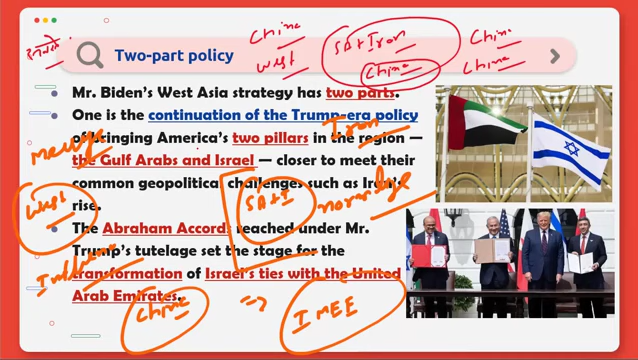 China
West
SA + Iran
China
China
China
Two-part policy
Mr. Biden's West Asia strategy has two parts.
One is the continuation of the Trump-era policy
of bringing America's two pillars in the region —
the Gulf Arabs and Israel — closer to meet their
common geopolitical challenges such as Iran's
rise.
The Abraham Accords reached under Mr.
Trump's tutelage set the stage for the
transformation of Israel's ties with the United
Arab Emirates.
Iran
West
SA + I
China
⇒ I MEE